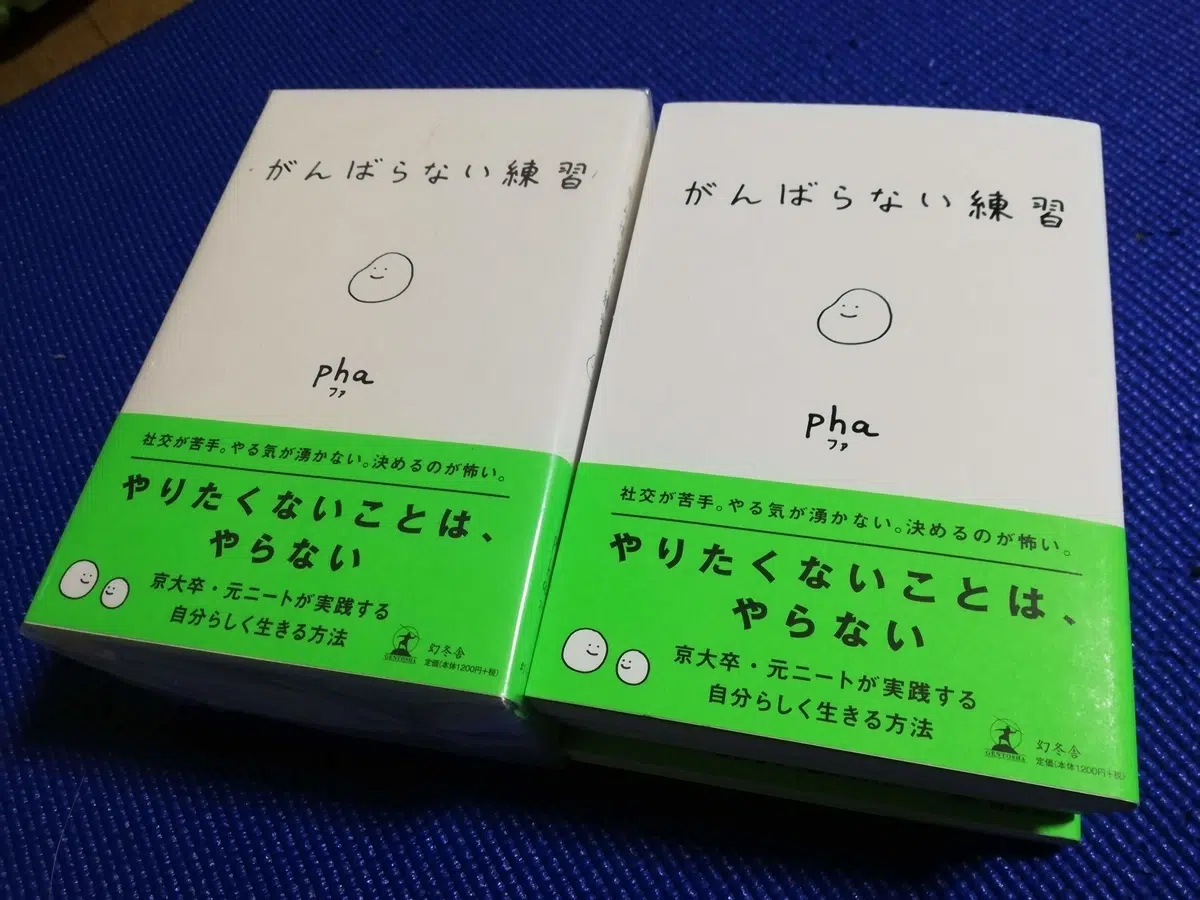 がんばらない練習
pha
ファ
社交が苦手。やる気が湧かない。決めるのが怖い。
やりたくないことは、
やらない
京大卒・元ニートが実践する
自分らしく生きる方法
GENTOSHA
幻冬舎
定価(本体1200円+税)
がんばらない練習
pha
ファ
社交が苦手。やる気が湧かない。決めるのが怖い。
やりたくないことは、
やらない
京大卒・元ニートが実践する
自分らしく生きる方法
GENTOSHA
幻冬舎
定価(本体1200円+税)